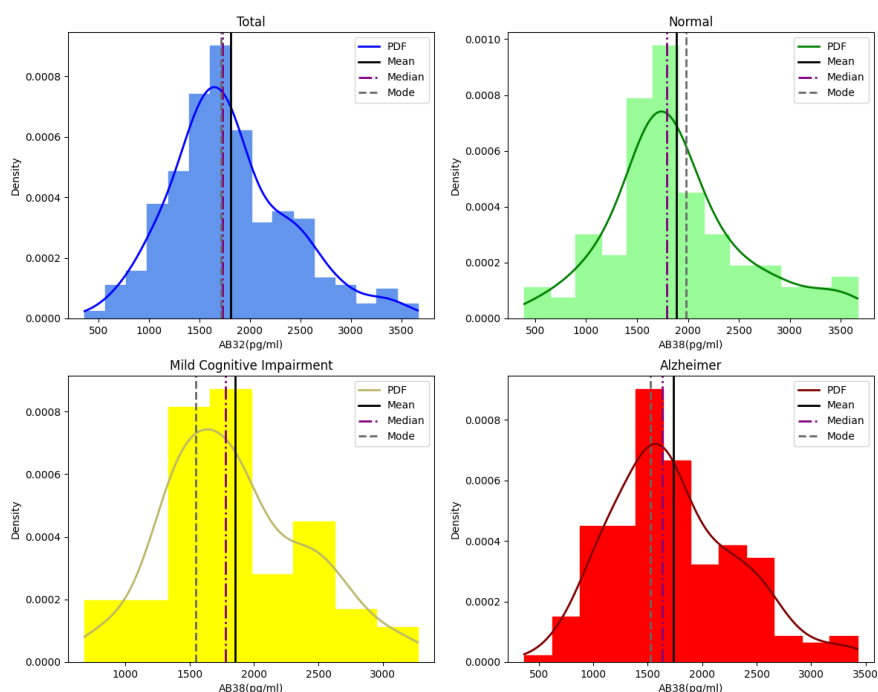 Total
0.0008
0.0006
0.0004
0.0002
0.0000
Density
500 1000 1500 2000 2500 3000 3500
AB32(pg/ml)
PDF
Mean
Median
Mode
Normal
0.0010
0.0008
0.0006
0.0004
0.0002
0.0000
Density
500 1000 1500 2000 2500 3000 3500
AB38(pg/ml)
PDF
Mean
Median
Mode
Mild Cognitive Impairment
0.0008
0.0006
0.0004
0.0002
0.0000
Density
1000 1500 2000 2500 3000
AB38(pg/ml)
PDF
Mean
Median
Mode
Alzheimer
0.0008
0.0006
0.0004
0.0002
0.0000
Density
500 1000 1500 2000 2500 3000 3500
AB38(pg/ml)
PDF
Mean
Median
Mode